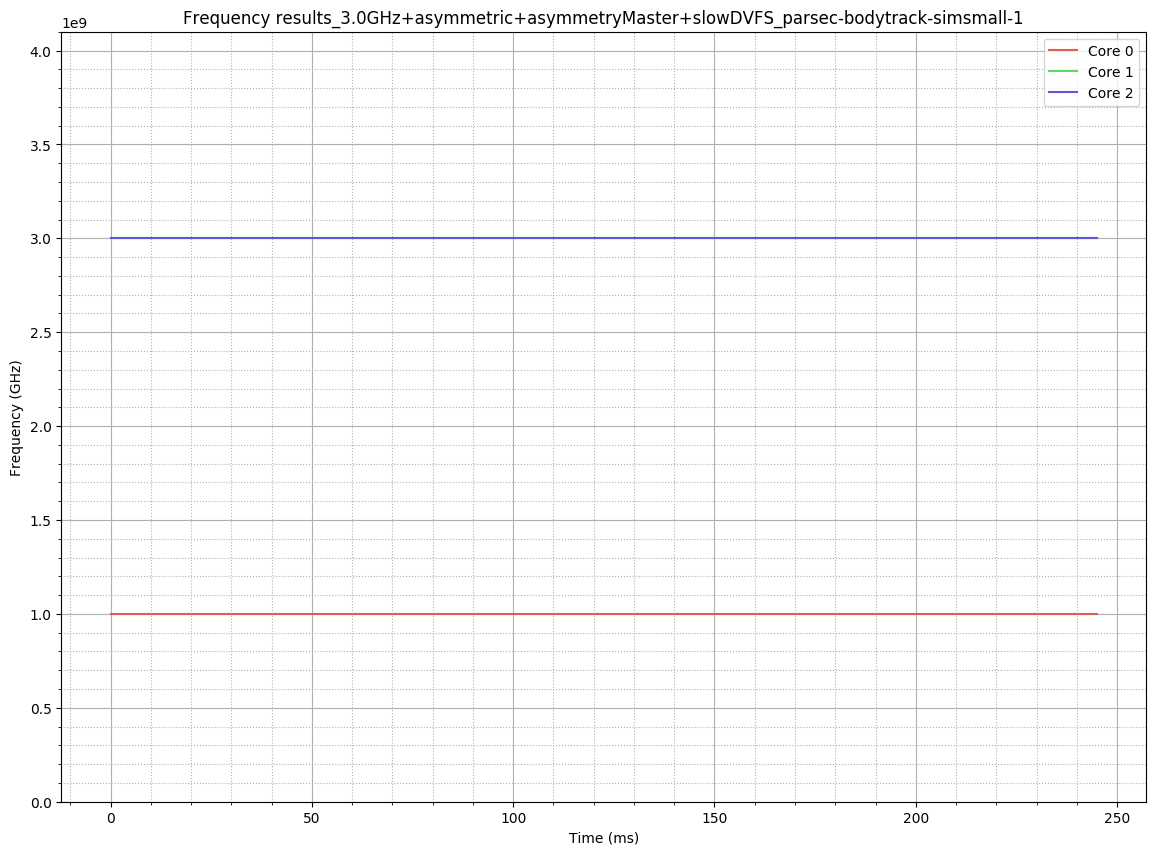 Frequency results_3.0GHz+asymmetric+asymmetryMaster+slowDVFS_parsec-bodytrack-simsmall-1
1e9
Core 0
Core 1
Core 2
4.0
3.5
3.0
2.5
2.0
1.5
1.0
0.5
0.0
Frequency (GHz)
0 50 100 150 200 250
Time (ms)